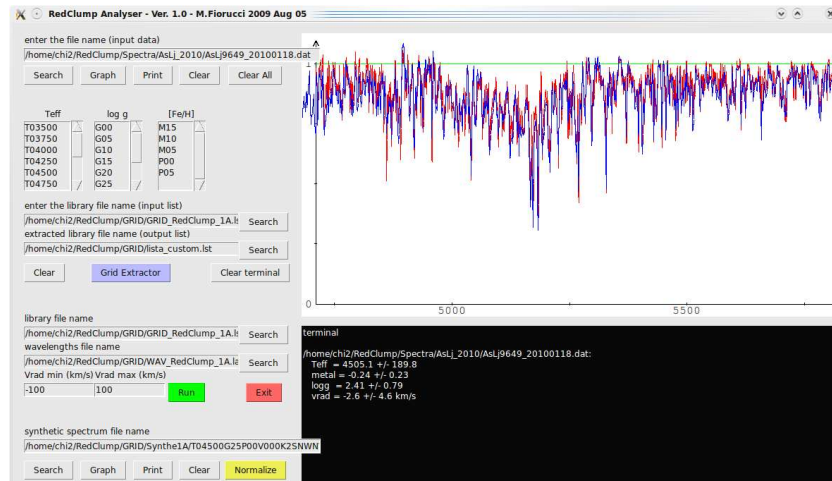 RedClump Analyser - Ver. 1.0 - M.Fiorucci 2009 Aug 05
enter the file name (input data)
/home/chi2/RedClump/Spectra/AsLj_2010/AsLj9649_20100118.dat
Search Graph Print Clear Clear All
Teff log g [Fe/H]
T03500 G00 M15
T03750 G05 M10
T04000 G10 M05
T04250 G15 P00
T04500 G20 P05
T04750 G25
enter the library file name (input list)
/home/chi2/RedClump/GRID/GRID_RedClump_1A.ls Search
extracted library file name (output list)
/home/chi2/RedClump/GRID/lista_custom.lst Search
Clear Grid Extractor Clear terminal
library file name
/home/chi2/RedClump/GRID/GRID_RedClump_1A.ls Search
wavelengths file name
/home/chi2/RedClump/GRID/WAV_RedClump_1A.la Search
Vrad min (km/s) Vrad max (km/s)
-100 100 Run Exit
synthetic spectrum file name
/home/chi2/RedClump/GRID/Synthe1A/T04500G25P00V000K2SNWN
Search Graph Print Clear Normalize
1
0
5000 5500
terminal
/home/chi2/RedClump/Spectra/AsLj_2010/AsLj9649_20100118.dat:
Teff = 4505.1 +/- 189.8
metal = -0.24 +/- 0.23
logg = 2.41 +/- 0.79
vrad = -2.6 +/- 4.6 km/s